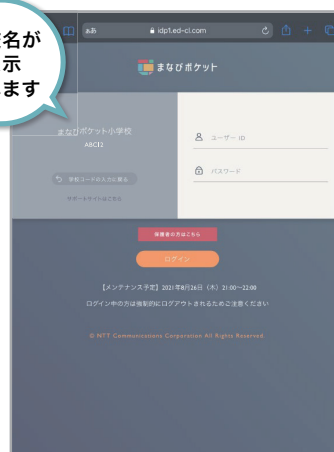 名が
示
ます
ああ
idp1.ed-cl.com
まなびポケット
まなびポケット小学校
ABC12
学校コードの入力に戻る
サポートサインはこちら
ユーザー ID
パスワード
保護者の方はこちら
ログイン
【メンテナンス予定】2021年8月26日（木）21:00〜22:00
ログイン中の方は強制的にログアウトされるためご注意ください
© NTT Communications Corporation All Rights Reserved.